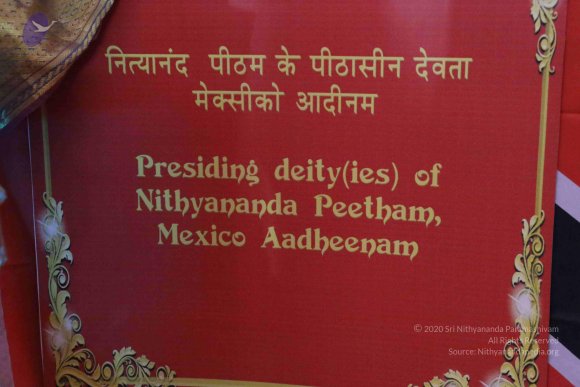 नित्यानंद पीठम के पीठासीन देवता
मेक्सीको आदीनम
Presiding deity(ies) of
Nithyananda Peetham,
Mexico Aadheenam
© 2020 Sri Nithyananda Paramashivam
All Rights Reserved
Source: Nithyanandapedia.org